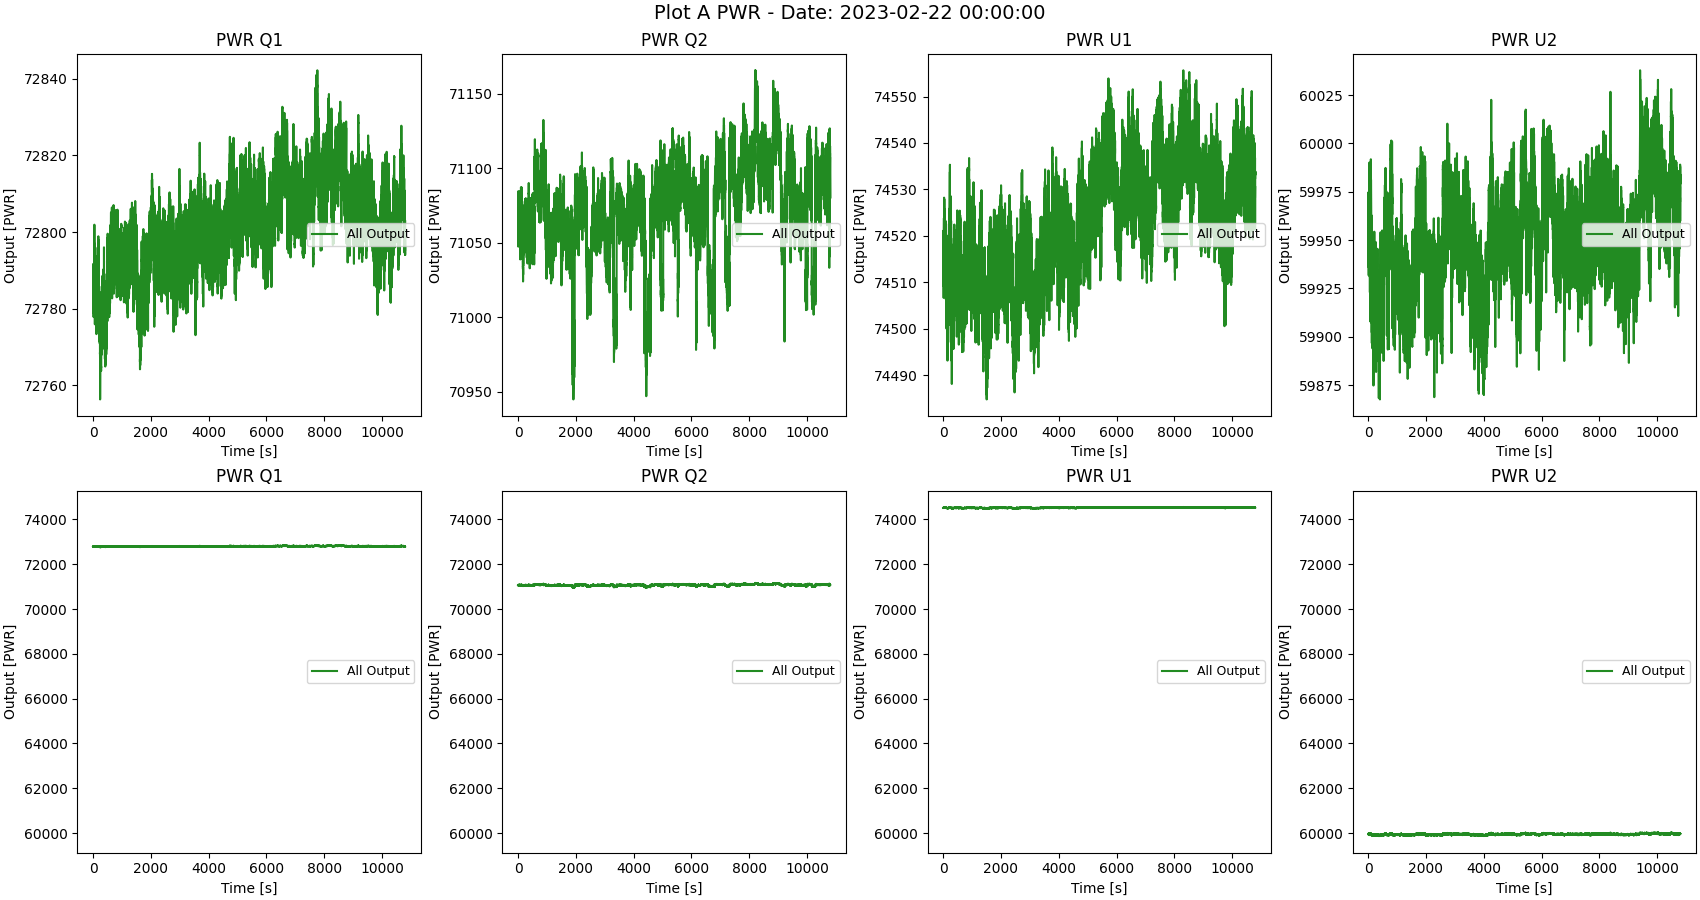 Plot A PWR - Date: 2023-02-22 00:00:00
PWR Q1
PWR Q2
PWR U1
PWR U2
72840
72820
72800
72780
72760
Output [PWR]
All Output
0 2000 4000 6000 8000 10000
Time [s]
71150
71100
71050
71000
70950
Output [PWR]
All Output
0 2000 4000 6000 8000 10000
Time [s]
74550
74540
74530
74520
74510
74500
74490
Output [PWR]
All Output
0 2000 4000 6000 8000 10000
Time [s]
60025
60000
59975
59950
59925
59900
59875
Output [PWR]
All Output
0 2000 4000 6000 8000 10000
Time [s]
PWR Q1
PWR Q2
PWR U1
PWR U2
74000
72000
70000
68000
66000
64000
62000
60000
Output [PWR]
All Output
0 2000 4000 6000 8000 10000
Time [s]
74000
72000
70000
68000
66000
64000
62000
60000
Output [PWR]
All Output
0 2000 4000 6000 8000 10000
Time [s]
74000
72000
70000
68000
66000
64000
62000
60000
Output [PWR]
All Output
0 2000 4000 6000 8000 10000
Time [s]
74000
72000
70000
68000
66000
64000
62000
60000
Output [PWR]
All Output
0 2000 4000 6000 8000 10000
Time [s]